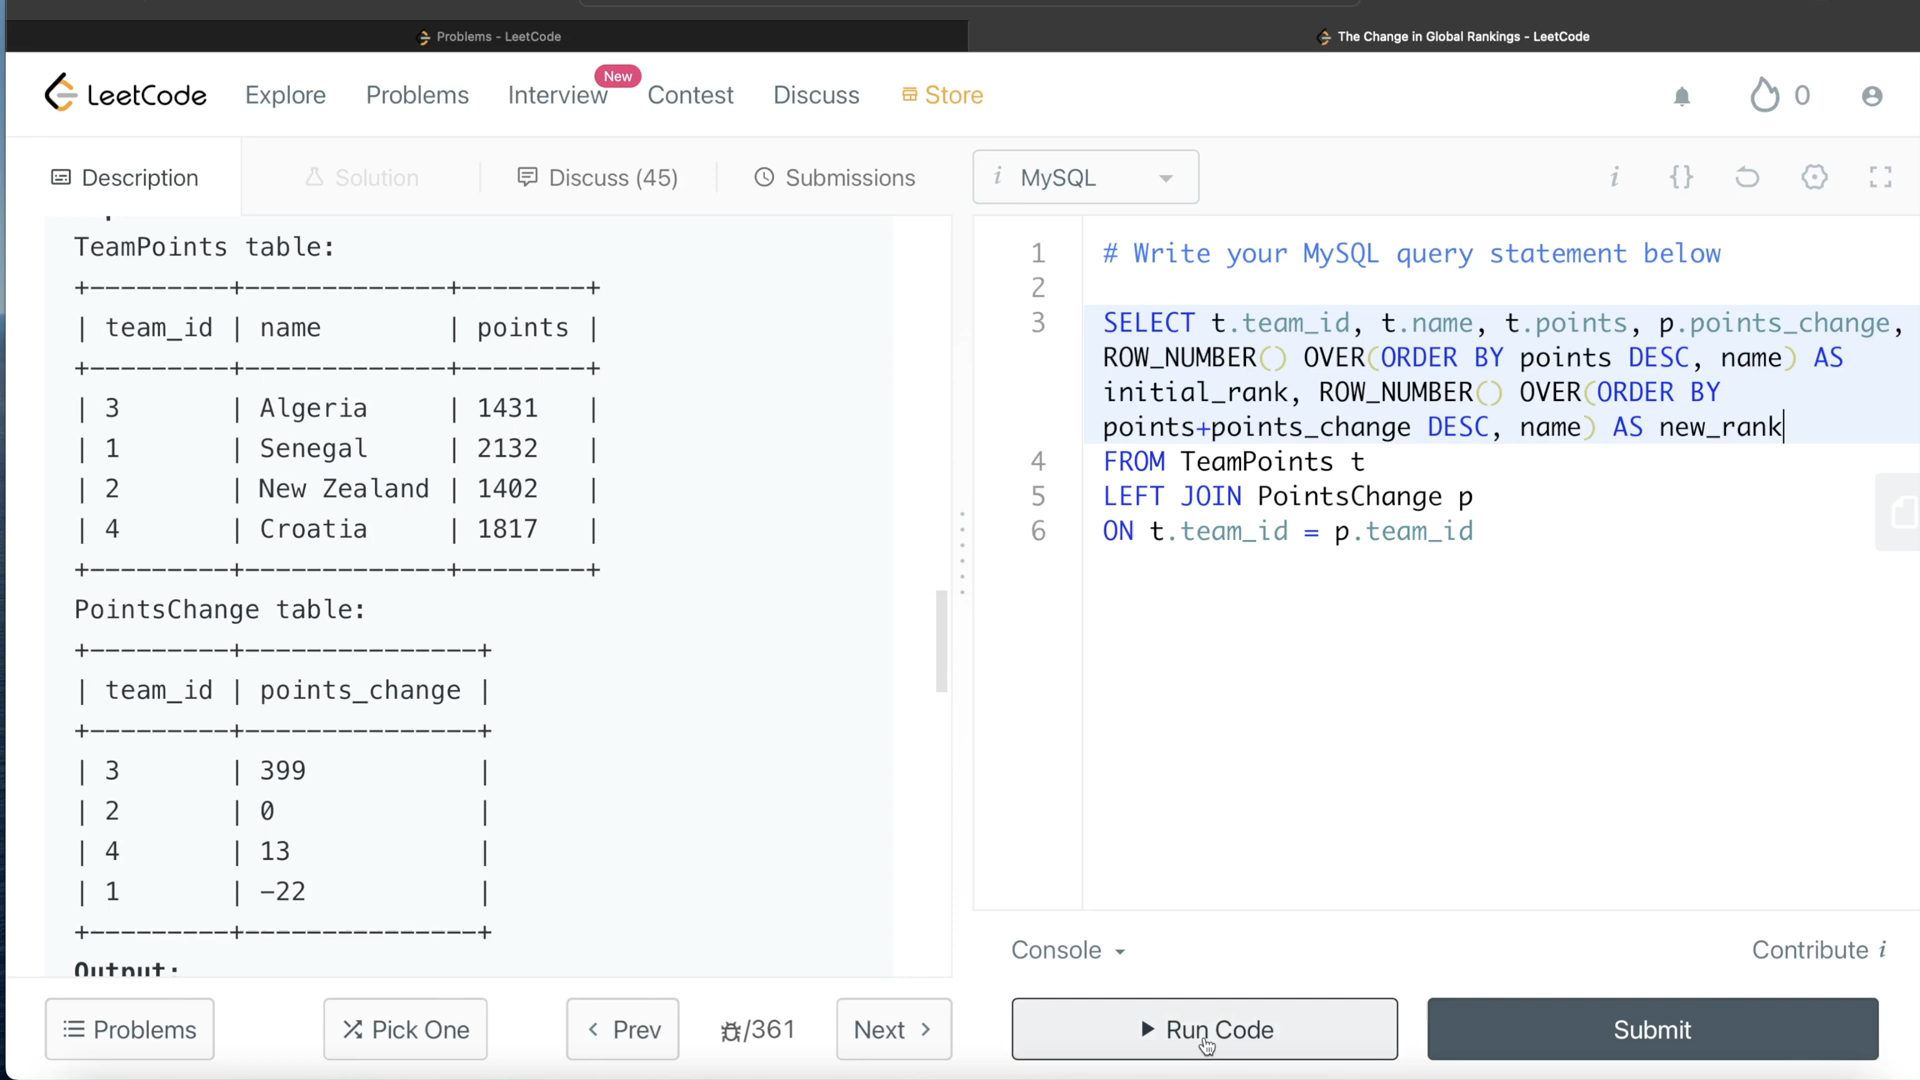 Problems - LeetCode
The Change in Global Rankings - LeetCode
LeetCode Explore Problems Interview New Contest Discuss Store 0
Description Solution Discuss (45) Submissions
TeamPoints table:
+---------+-------------+--------+
| team_id | name        | points |
+---------+-------------+--------+
| 3       | Algeria     | 1431   |
| 1       | Senegal     | 2132   |
| 2       | New Zealand | 1402   |
| 4       | Croatia     | 1817   |
+---------+-------------+--------+
PointsChange table:
+---------+---------------+
| team_id | points_change |
+---------+---------------+
| 3       | 399           |
| 2       | 0             |
| 4       | 13            |
| 1       | -22           |
+---------+---------------+
Output:
Problems Pick One < Prev /361 Next >
i MySQL i {}
1 # Write your MySQL query statement below
2
3 SELECT t.team_id, t.name, t.points, p.points_change,
ROW_NUMBER() OVER(ORDER BY points DESC, name) AS
initial_rank, ROW_NUMBER() OVER(ORDER BY
points+points_change DESC, name) AS new_rank
4 FROM TeamPoints t
5 LEFT JOIN PointsChange p
6 ON t.team_id = p.team_id
Console Contribute i
Run Code Submit